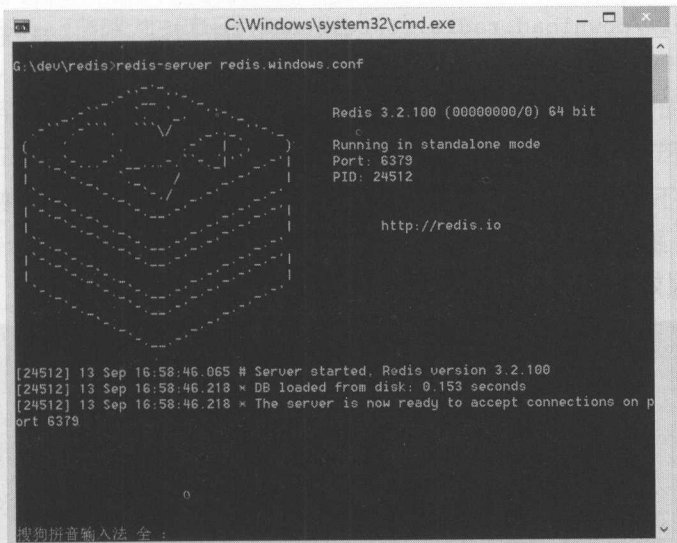 C:\Windows\system32\cmd.exe
G:\dev\redis>redis-server redis.windows.conf
Redis 3.2.100 (00000000/0) 64 bit
Running in standalone mode
Port: 6379
PID: 24512
http://redis.io
[24512] 13 Sep 16:58:46.065 # Server started, Redis version 3.2.100
[24512] 13 Sep 16:58:46.218 * DB loaded from disk: 0.153 seconds
[24512] 13 Sep 16:58:46.218 * The server is now ready to accept connections on p
ort 6379
搜狗拼音输入法 全 :